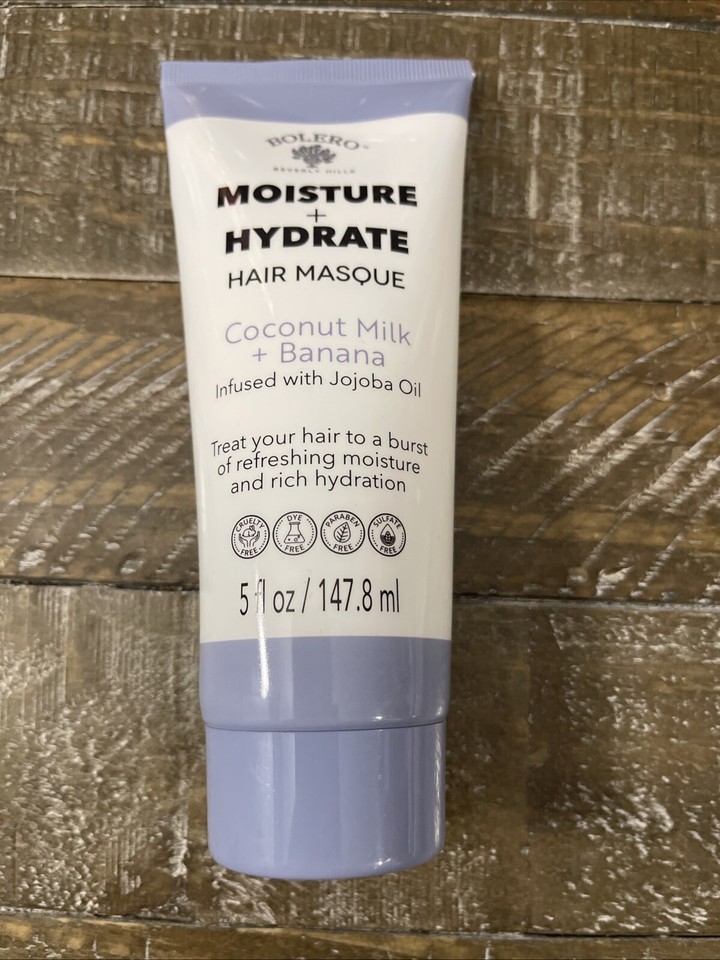 BOLERO™
BEVERLY HILLS
MOISTURE
+
HYDRATE
HAIR MASQUE
Coconut Milk
+ Banana
Infused with Jojoba Oil
Treat your hair to a burst
of refreshing moisture
and rich hydration
CRUELTY FREE
DYE FREE
PARABEN FREE
SULFATE FREE
5 fl oz / 147.8 ml